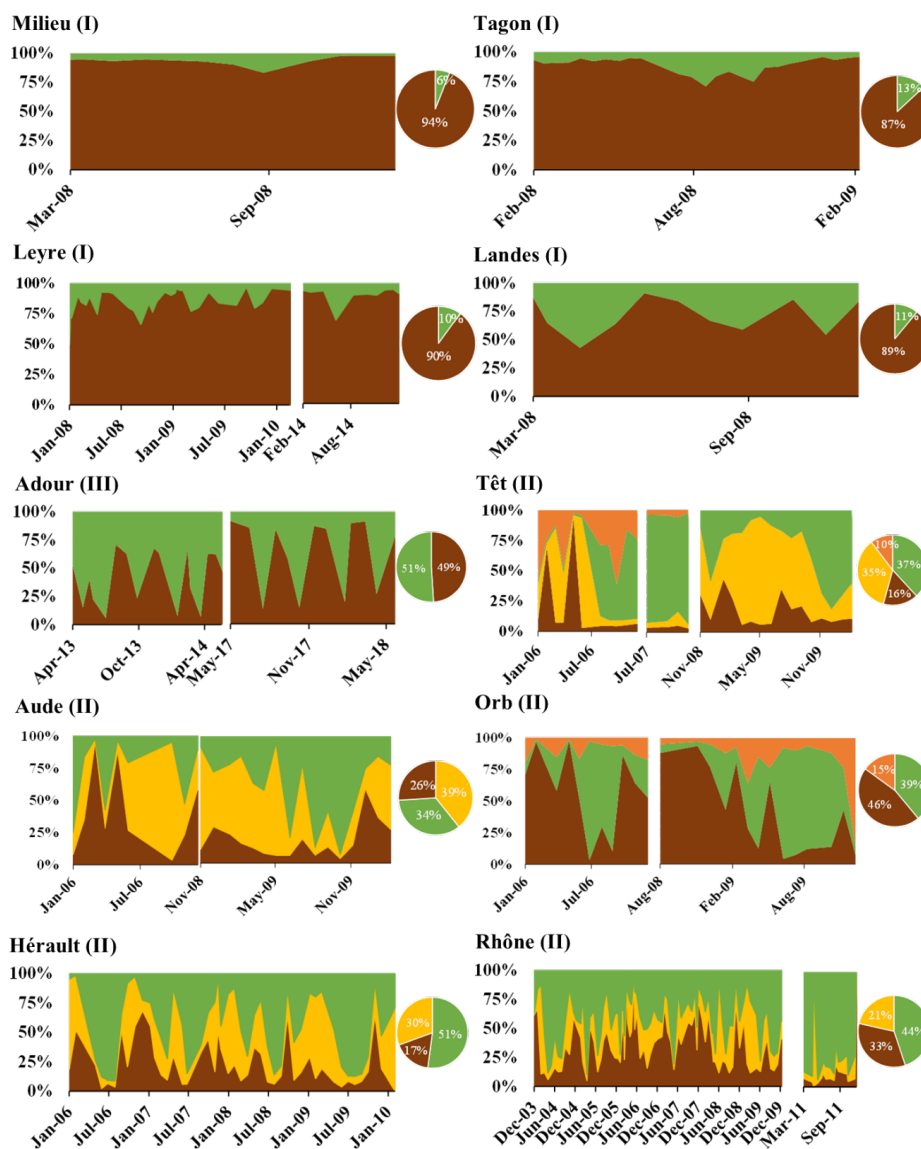 Milieu (I)
100%
75%
50%
25%
0%
Mar-08
Sep-08
6%
94%
Tagon (I)
100%
75%
50%
25%
0%
Feb-08
Aug-08
Feb-09
13%
87%
Leyre (I)
100%
75%
50%
25%
0%
Jan-08
Jul-08
Jan-09
Jul-09
Jan-10
Feb-14
Aug-14
10%
90%
Landes (I)
100%
75%
50%
25%
0%
Mar-08
Sep-08
11%
89%
Adour (III)
100%
75%
50%
25%
0%
Apr-13
Oct-13
Apr-14
May-17
Nov-17
May-18
51%
49%
Têt (II)
100%
75%
50%
25%
0%
Jan-06
Jul-06
Jul-07
Nov-08
May-09
Nov-09
10%
35%
37%
16%
Aude (II)
100%
75%
50%
25%
0%
Jan-06
Jul-06
Nov-08
May-09
Nov-09
26%
39%
34%
Orb (II)
100%
75%
50%
25%
0%
Jan-06
Jul-06
Aug-08
Feb-09
Aug-09
15%
39%
46%
Hérault (II)
100%
75%
50%
25%
0%
Jan-06
Jul-06
Jan-07
Jul-07
Jan-08
Jul-08
Jan-09
Jul-09
Jan-10
30%
51%
17%
Rhône (II)
100%
75%
50%
25%
0%
Dec-03
Jun-04
Dec-04
Jun-05
Dec-05
Jun-06
Dec-06
Jun-07
Dec-07
Jun-08
Dec-08
Jun-09
Dec-09
Mar-11
Sep-11
21%
44%
33%